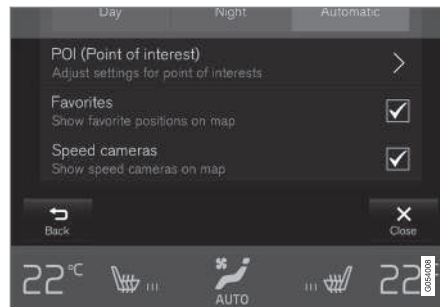 Day Night Automatic
POI (Point of interest)
Adjust settings for point of interests
Favorites
Show favorite positions on map
Speed cameras
Show speed cameras on map
Back Close
22°C 22°
AUTO
G054008